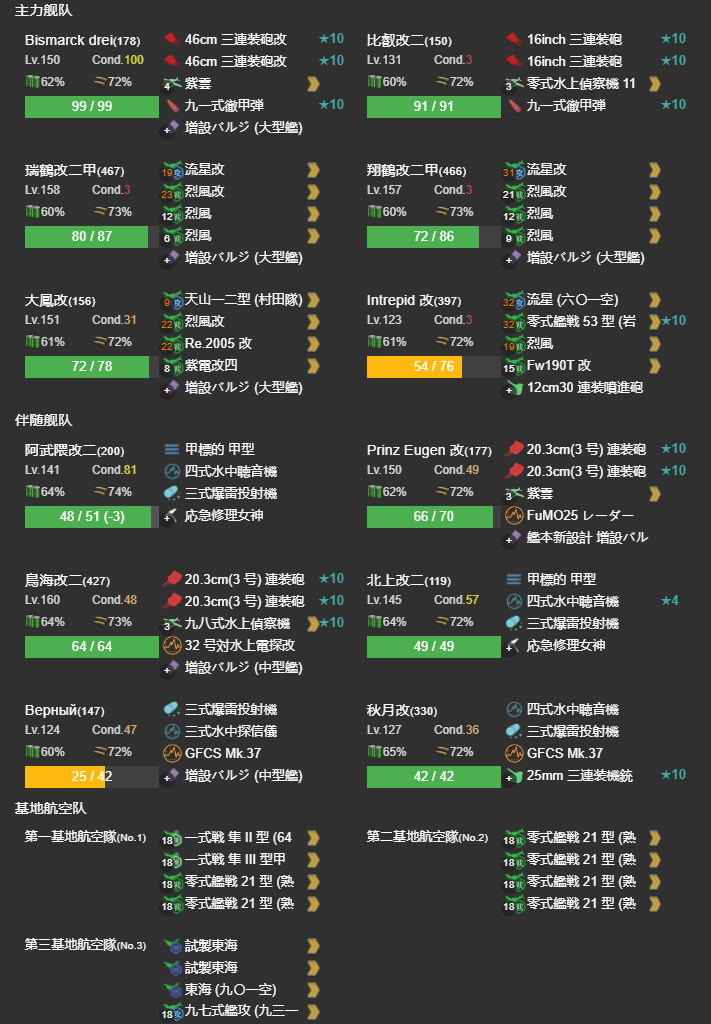 主力舰队
Bismarck drei(178)
Lv.150 Cond.100
62% 72%
99 / 99
46cm 三連装砲改 ★10
46cm 三連装砲改 ★10
4 紫雲
九一式徹甲弾 ★10
増設バルジ (大型艦)
比叡改二(150)
Lv.131 Cond.3
60% 72%
91 / 91
16inch 三連装砲 ★10
16inch 三連装砲 ★10
3 零式水上偵察機 11
九一式徹甲弾 ★10
瑞鶴改二甲(467)
Lv.158 Cond.3
60% 73%
80 / 87
19 攻 流星改
23 戦 烈風改
12 戦 烈風
6 戦 烈風
増設バルジ (大型艦)
翔鶴改二甲(466)
Lv.157 Cond.3
60% 73%
72 / 86
31 攻 流星改
21 戦 烈風改
12 戦 烈風
9 戦 烈風
増設バルジ (大型艦)
大鳳改(156)
Lv.151 Cond.31
61% 72%
72 / 78
9 攻 天山一二型 (村田隊)
22 戦 烈風改
22 戦 Re.2005 改
8 戦 紫電改四
増設バルジ (大型艦)
Intrepid 改(397)
Lv.123 Cond.3
61% 72%
54 / 76
32 攻 流星 (六〇一空)
32 戦 零式艦戦 53 型 (岩 ★10
19 戦 烈風
15 戦 Fw190T 改
12cm30 連装噴進砲
伴随舰队
阿武隈改二(200)
Lv.141 Cond.81
64% 74%
48 / 51 (-3)
甲標的 甲型
四式水中聴音機
三式爆雷投射機
応急修理女神
Prinz Eugen 改(177)
Lv.150 Cond.49
62% 72%
66 / 70
20.3cm(3 号) 連装砲 ★10
20.3cm(3 号) 連装砲 ★10
3 紫雲
FuMO25 レーダー
艦本新設計 増設バル
鳥海改二(427)
Lv.160 Cond.48
64% 73%
64 / 64
20.3cm(3 号) 連装砲 ★10
20.3cm(3 号) 連装砲 ★10
3 九八式水上偵察機 ★10
32 号対水上電探改
増設バルジ (中型艦)
北上改二(119)
Lv.145 Cond.57
64% 72%
49 / 49
甲標的 甲型
四式水中聴音機 ★4
三式爆雷投射機
応急修理女神
Верный(147)
Lv.124 Cond.47
60% 72%
25 / 42
三式爆雷投射機
三式水中探信儀
GFCS Mk.37
増設バルジ (中型艦)
秋月改(330)
Lv.127 Cond.36
65% 72%
42 / 42
四式水中聴音機
三式爆雷投射機
GFCS Mk.37
25mm 三連装機銃 ★10
基地航空队
第一基地航空隊(No.1)
18 一式戦 隼 II 型 (64
18 一式戦 隼 III 型甲
18 戦 零式艦戦 21 型 (熟
18 戦 零式艦戦 21 型 (熟
第二基地航空隊(No.2)
18 戦 零式艦戦 21 型 (熟
18 戦 零式艦戦 21 型 (熟
18 戦 零式艦戦 21 型 (熟
18 戦 零式艦戦 21 型 (熟
第三基地航空隊(No.3)
試製東海
試製東海
東海 (九〇一空)
18 攻 九七式艦攻 (九三一